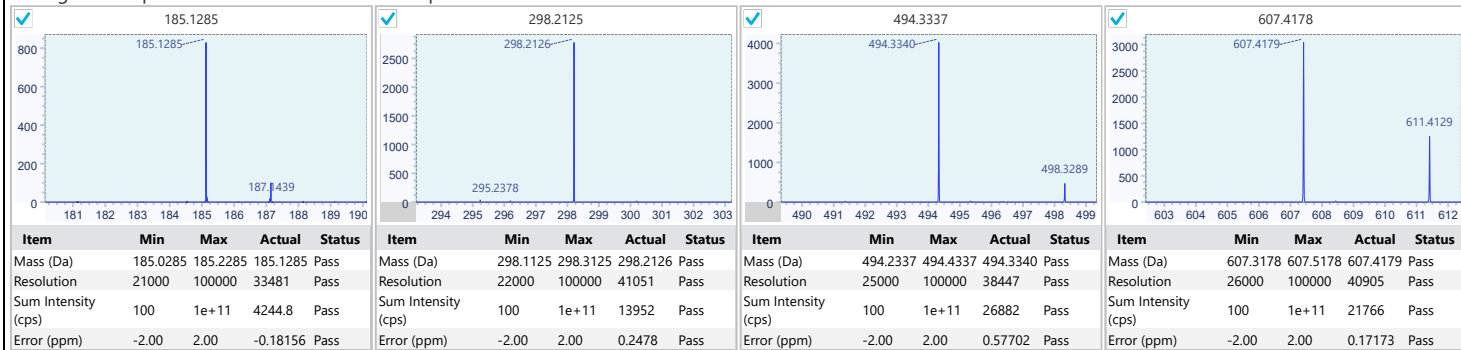 185.1285
185.1285
800
600
400
200
187.1439
0
181 182 183 184 185 186 187 188 189 190
Item Min Max Actual Status
Mass (Da) 185.0285 185.2285 185.1285 Pass
Resolution 21000 100000 33481 Pass
Sum Intensity (cps) 100 1e+11 4244.8 Pass
Error (ppm) -2.00 2.00 -0.18156 Pass
298.2125
298.2126
2500
2000
1500
1000
500
295.2378
0
294 295 296 297 298 299 300 301 302 303
Item Min Max Actual Status
Mass (Da) 298.1125 298.3125 298.2126 Pass
Resolution 22000 100000 41051 Pass
Sum Intensity (cps) 100 1e+11 13952 Pass
Error (ppm) -2.00 2.00 0.2478 Pass
494.3337
494.3340
4000
3000
2000
1000
498.3289
0
490 491 492 493 494 495 496 497 498 499
Item Min Max Actual Status
Mass (Da) 494.2337 494.4337 494.3340 Pass
Resolution 25000 100000 38447 Pass
Sum Intensity (cps) 100 1e+11 26882 Pass
Error (ppm) -2.00 2.00 0.57702 Pass
607.4178
607.4179
3000
2500
2000
1500
611.4129
1000
500
0
603 604 605 606 607 608 609 610 611 612
Item Min Max Actual Status
Mass (Da) 607.3178 607.5178 607.4179 Pass
Resolution 26000 100000 40905 Pass
Sum Intensity (cps) 100 1e+11 21766 Pass
Error (ppm) -2.00 2.00 0.17173 Pass